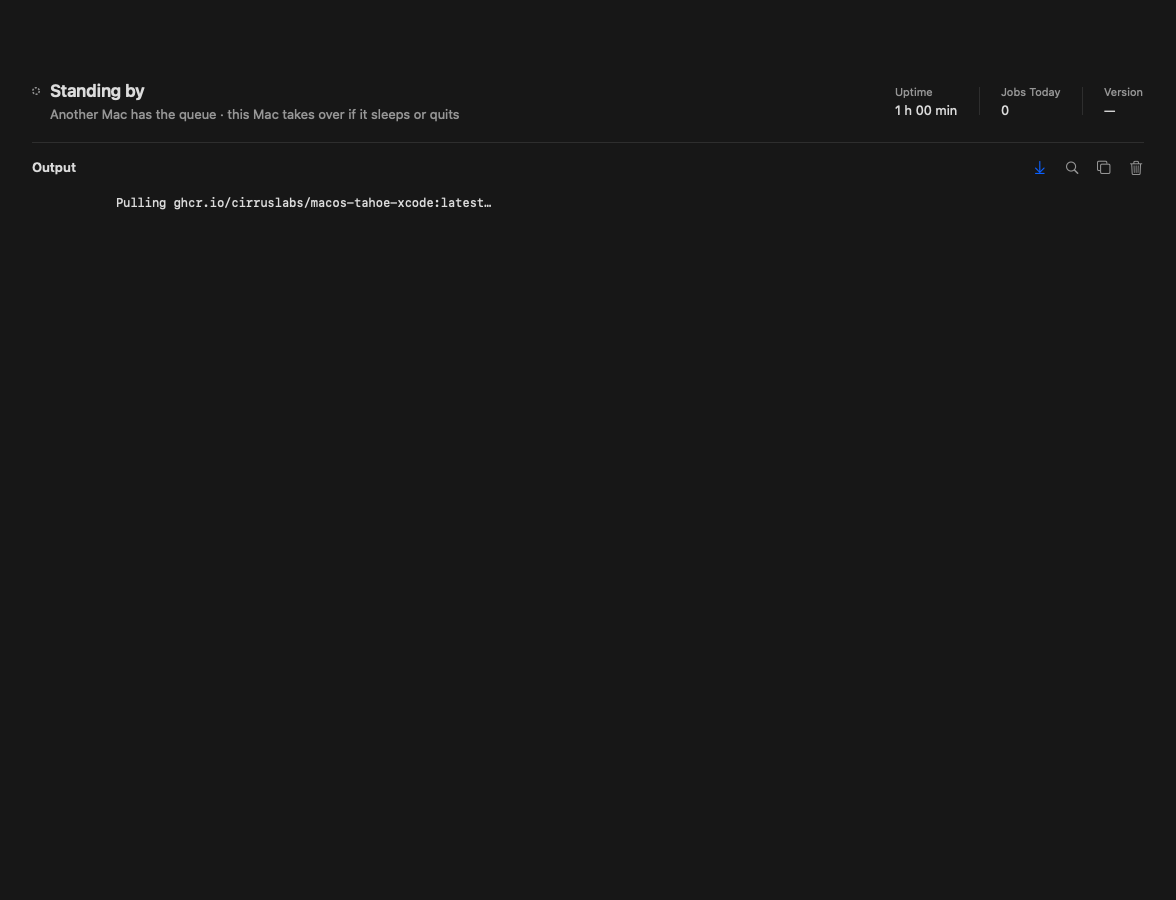 Standing by
Another Mac has the queue · this Mac takes over if it sleeps or quits
Uptime
1 h 00 min
Jobs Today
0
Version
—
Output
Pulling ghcr.io/cirruslabs/macos-tahoe-xcode:latest…